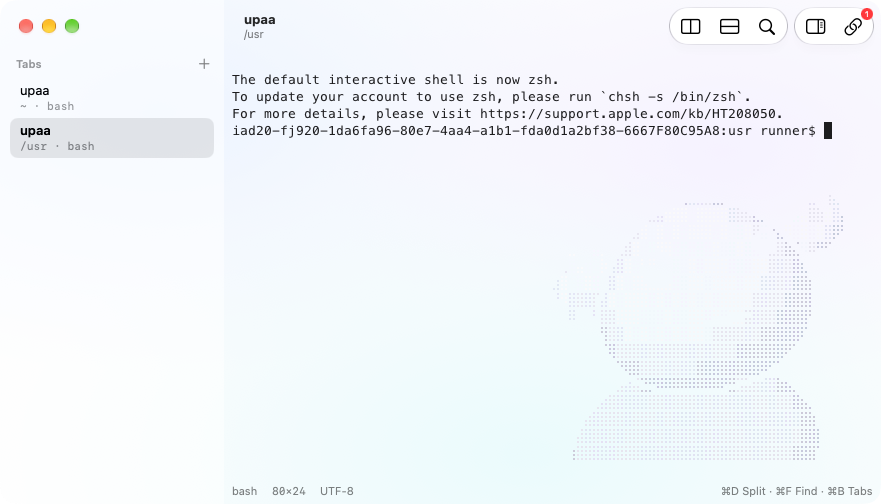 upaa
/usr
1
Tabs
upaa
~ · bash
upaa
/usr · bash
The default interactive shell is now zsh.
To update your account to use zsh, please run `chsh -s /bin/zsh`.
For more details, please visit https://support.apple.com/kb/HT208050.
iad20-fj920-1da6fa96-80e7-4aa4-a1b1-fda0d1a2bf38-6667F80C95A8:usr runner$
bash 80×24 UTF-8
⌘D Split · ⌘F Find · ⌘B Tabs